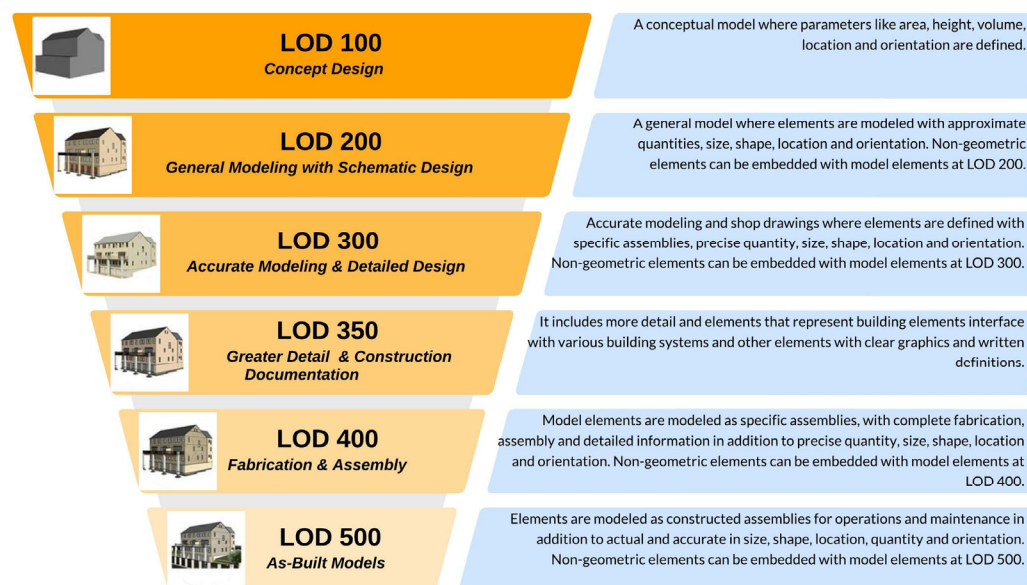 LOD 100
Concept Design
A conceptual model where parameters like area, height, volume,
location and orientation are defined.
LOD 200
General Modeling with Schematic Design
A general model where elements are modeled with approximate
quantities, size, shape, location and orientation. Non-geometric
elements can be embedded with model elements at LOD 200.
LOD 300
Accurate Modeling & Detailed Design
Accurate modeling and shop drawings where elements are defined with
specific assemblies, precise quantity, size, shape, location and orientation.
Non-geometric elements can be embedded with model elements at LOD 300.
LOD 350
Greater Detail & Construction
Documentation
It includes more detail and elements that represent building elements interface
with various building systems and other elements with clear graphics and written
definitions.
LOD 400
Fabrication & Assembly
Model elements are modeled as specific assemblies, with complete fabrication,
assembly and detailed information in addition to precise quantity, size, shape, location
and orientation. Non-geometric elements can be embedded with model elements at
LOD 400.
LOD 500
As-Built Models
Elements are modeled as constructed assemblies for operations and maintenance in
addition to actual and accurate in size, shape, location, quantity and orientation.
Non-geometric elements can be embedded with model elements at LOD 500.